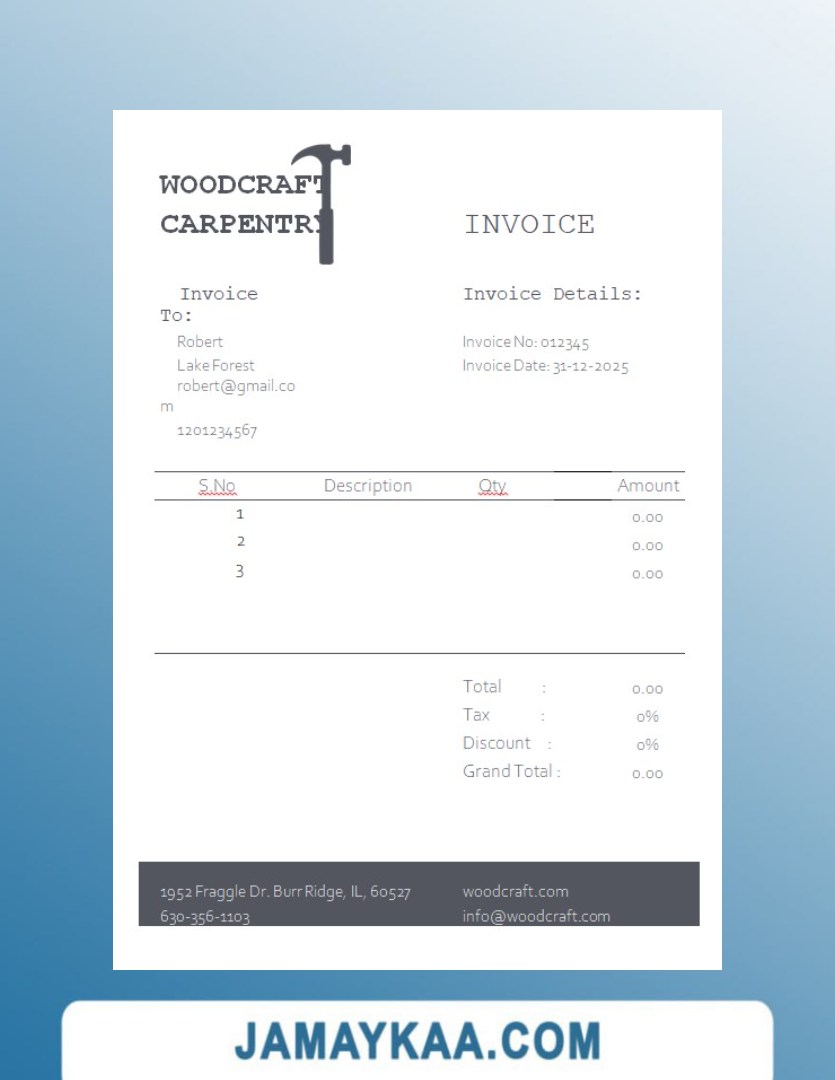 WOODCRAFT
CARPENTRY
INVOICE
Invoice
To:
Robert
Lake Forest
robert@gmail.co
m
1201234567
Invoice Details:
Invoice No: 012345
Invoice Date: 31-12-2025
S.No Description Qty Amount
1 0.00
2 0.00
3 0.00
Total : 0.00
Tax : 0%
Discount : 0%
Grand Total : 0.00
1952 Fraggle Dr. Burr Ridge, IL, 60527
630-356-1103
woodcraft.com
info@woodcraft.com
JAMAYKAA.COM